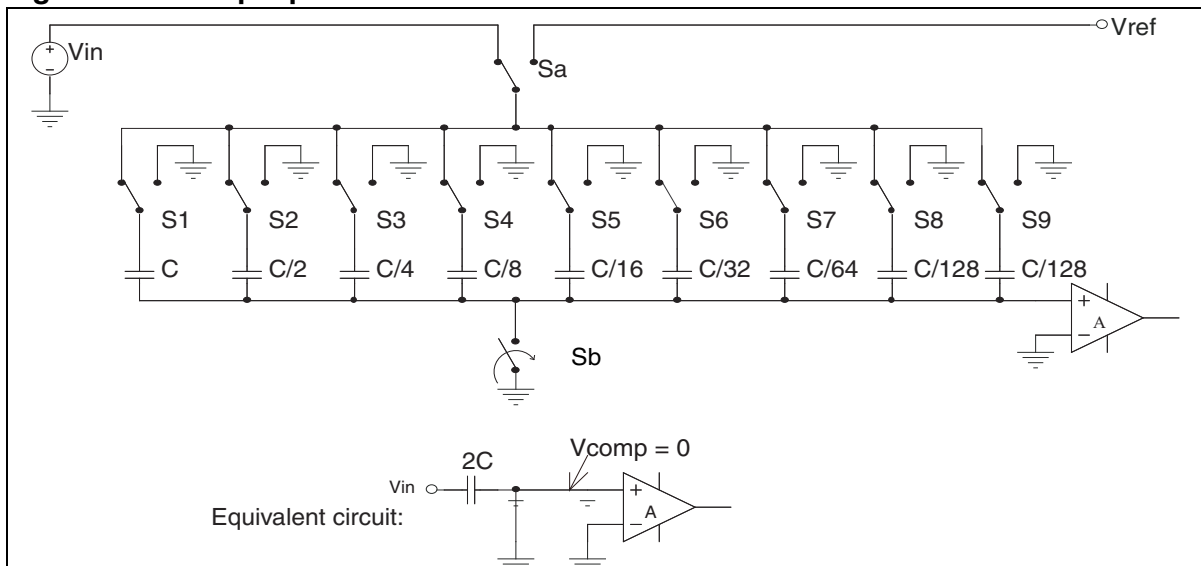 Vin
+
−
Vref
Sa
S1 S2 S3 S4 S5 S6 S7 S8 S9
C C/2 C/4 C/8 C/16 C/32 C/64 C/128 C/128
+
−
A
Sb
Vcomp = 0
2C
Vin
+
−
A
Equivalent circuit: